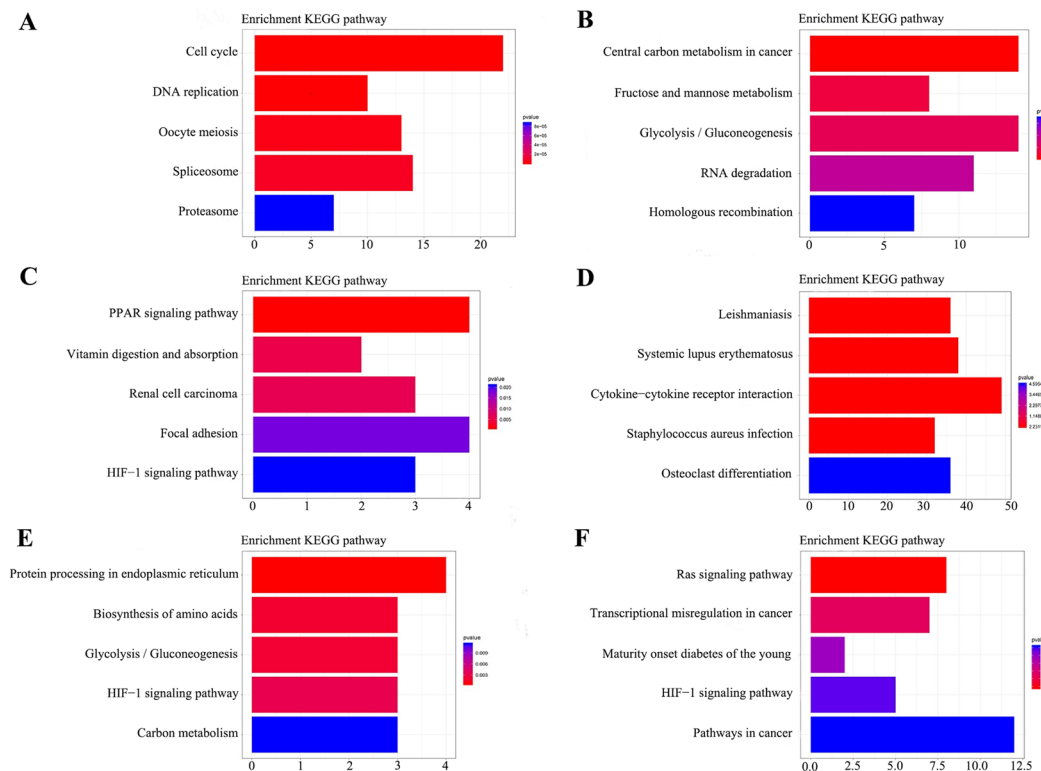 A
Enrichment KEGG pathway
Cell cycle
DNA replication
Oocyte meiosis
Spliceosome
Proteasome
0 5 10 15 20
pvalue
8e−05
6e−05
4e−05
2e−05
B
Enrichment KEGG pathway
Central carbon metabolism in cancer
Fructose and mannose metabolism
Glycolysis / Gluconeogenesis
RNA degradation
Homologous recombination
0 5 10
C
Enrichment KEGG pathway
PPAR signaling pathway
Vitamin digestion and absorption
Renal cell carcinoma
Focal adhesion
HIF−1 signaling pathway
0 1 2 3 4
pvalue
0.020
0.015
0.010
0.005
D
Enrichment KEGG pathway
Leishmaniasis
Systemic lupus erythematosus
Cytokine−cytokine receptor interaction
Staphylococcus aureus infection
Osteoclast differentiation
0 10 20 30 40 50
E
Enrichment KEGG pathway
Protein processing in endoplasmic reticulum
Biosynthesis of amino acids
Glycolysis / Gluconeogenesis
HIF−1 signaling pathway
Carbon metabolism
0 1 2 3 4
pvalue
0.009
0.006
0.003
F
Enrichment KEGG pathway
Ras signaling pathway
Transcriptional misregulation in cancer
Maturity onset diabetes of the young
HIF−1 signaling pathway
Pathways in cancer
0.0 2.5 5.0 7.5 10.0 12.5